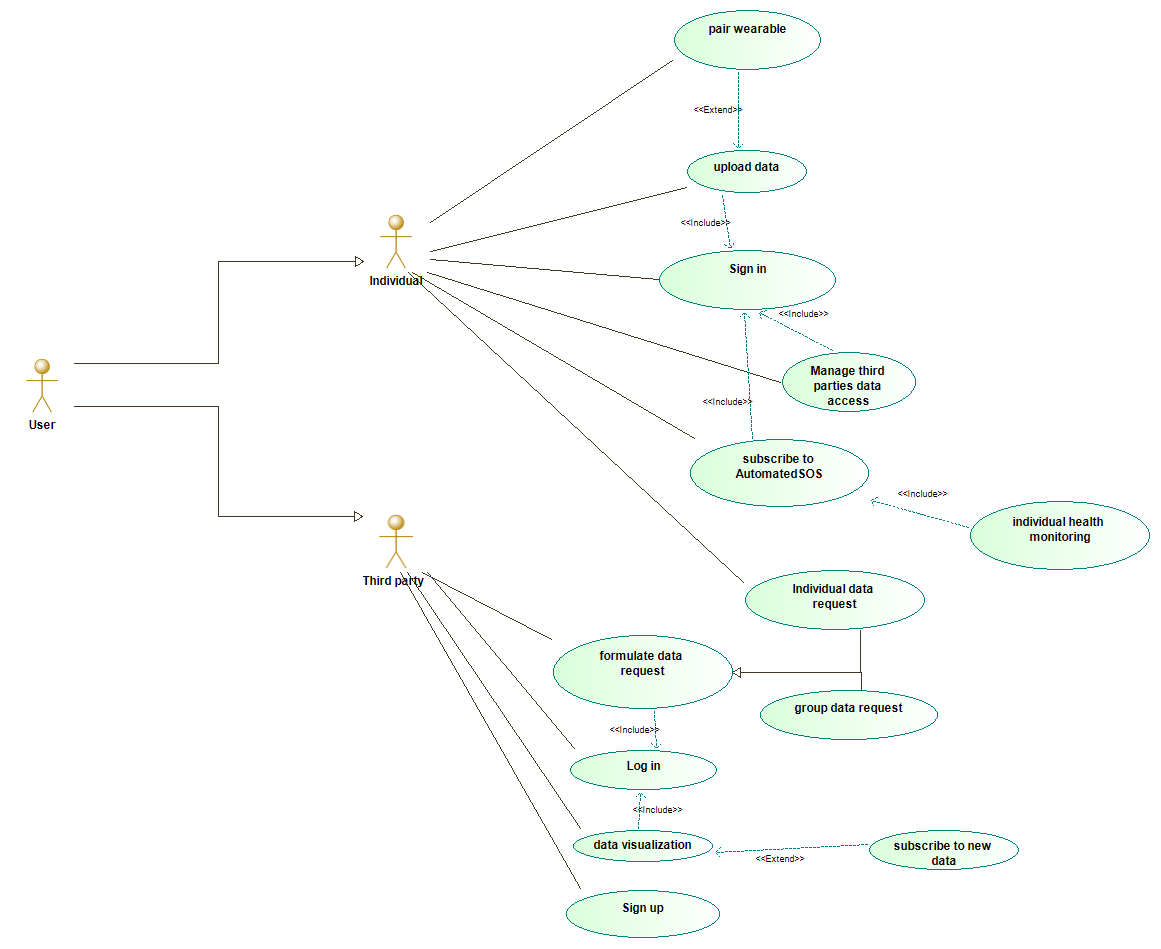 pair wearable
<<Extend>>
upload data
<<Include>>
Sign in
Individual
<<Include>>
Manage third
parties data
access
<<Include>>
User
subscribe to
AutomatedSOS
<<Include>>
individual health
monitoring
Third party
Individual data
request
formulate data
request
group data request
<<Include>>
Log in
<<Include>>
data visualization
subscribe to new
data
<<Extend>>
Sign up